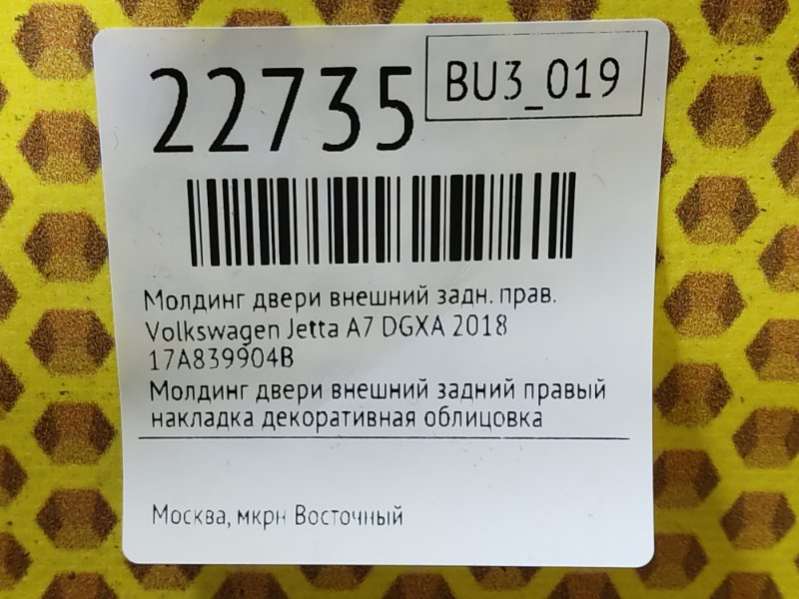 22735
BU3_019
Молдинг двери внешний задн. прав.
Volkswagen Jetta A7 DGXA 2018
17A839904B
Молдинг двери внешний задний правый
накладка декоративная облицовка
Москва, мкрн Восточный